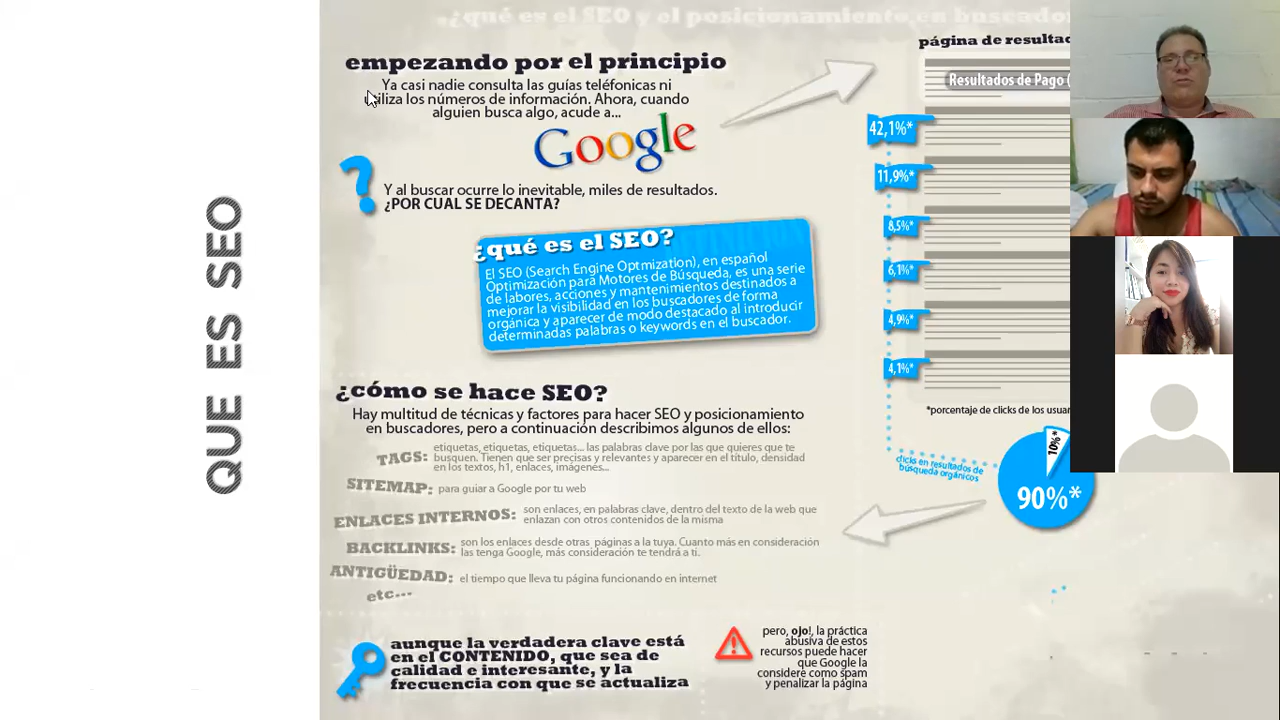 QUE ES SEO
¿qué es el SEO y el posicionamiento en buscador
empezando por el principio
Ya casi nadie consulta las guías teléfonicas ni
utiliza los números de información. Ahora, cuando
alguien busca algo, acude a...
Google
?
Y al buscar ocurre lo inevitable, miles de resultados.
¿POR CUAL SE DECANTA?
¿qué es el SEO?
El SEO (Search Engine Optmization), en español
Optimización para Motores de Búsqueda, es una serie
de labores, acciones y mantenimientos destinados a
mejorar la visibilidad en los buscadores de forma
orgánica y aparecer de modo destacado al introducir
determinadas palabras o keywords en el buscador.
¿cómo se hace SEO?
Hay multitud de técnicas y factores para hacer SEO y posicionamiento
en buscadores, pero a continuación describimos algunos de ellos:
TAGS: etiquetas, etiquetas, etiquetas... las palabras clave por las que quieres que te
busquen. Tienen que ser precisas y relevantes y aparecer en el título, densidad
en los textos, h1, enlaces, imágenes...
SITEMAP: para guiar a Google por tu web
ENLACES INTERNOS: son enlaces, en palabras clave, dentro del texto de la web que
enlazan con otros contenidos de la misma
BACKLINKS: son los enlaces desde otras páginas a la tuya. Cuanto más en consideración
las tenga Google, más consideración te tendrá a ti.
ANTIGÜEDAD: el tiempo que lleva tu página funcionando en internet
etc...
aunque la verdadera clave está
en el CONTENIDO, que sea de
calidad e interesante, y la
frecuencia con que se actualiza
pero, ojo!, la práctica
abusiva de estos
recursos puede hacer
que Google la
considere como spam
y penalizar la página
página de resulta
Resultados de Pago (
42,1%*
11,9%*
8,5%*
6,1%*
4,9%*
4,1%*
*porcentaje de clicks de los usua
clicks en resultados de
búsqueda orgánicos
10%*
90%*